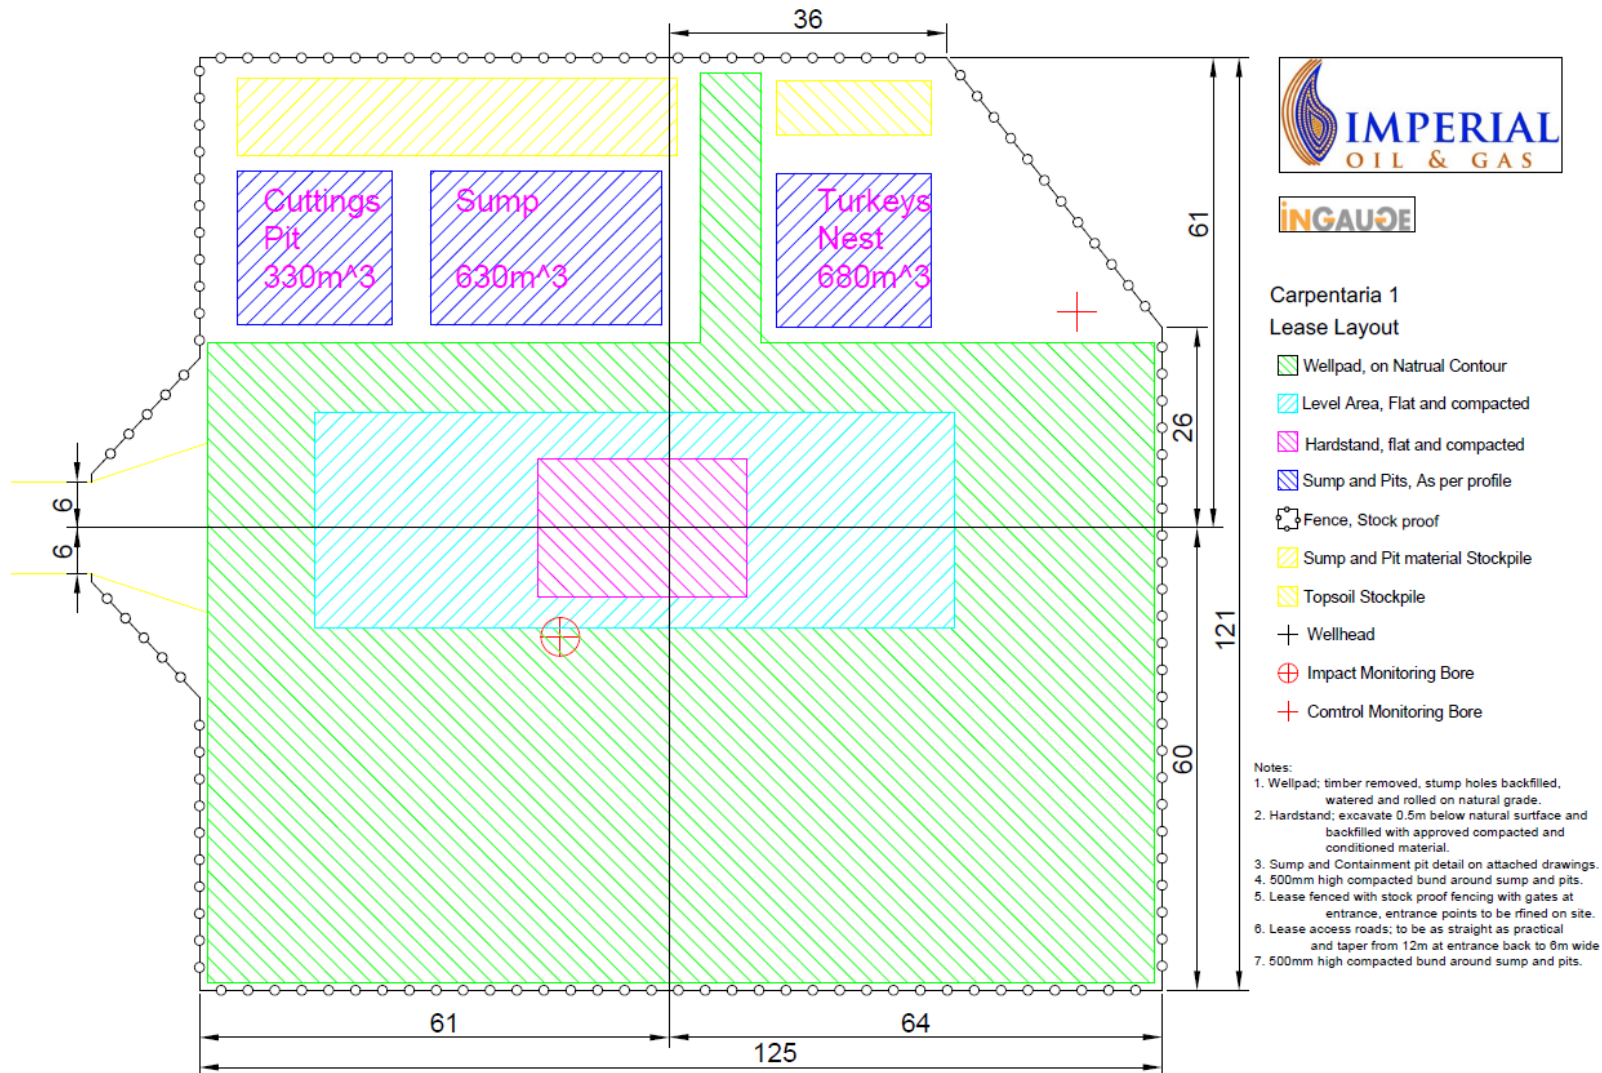 36
IMPERIAL
OIL & GAS
INGAUGE
Cuttings
Pit
330m^3
Sump
630m^3
Turkeys
Nest
680m^3
61
Carpentaria 1
Lease Layout
Wellpad, on Natrual Contour
Level Area, Flat and compacted
Hardstand, flat and compacted
Sump and Pits, As per profile
Fence, Stock proof
Sump and Pit material Stockpile
Topsoil Stockpile
Wellhead
Impact Monitoring Bore
Comtrol Monitoring Bore
26
6
6
121
60
Notes:
1. Wellpad; timber removed, stump holes backfilled,
watered and rolled on natural grade.
2. Hardstand; excavate 0.5m below natural surtface and
backfilled with approved compacted and
conditioned material.
3. Sump and Containment pit detail on attached drawings.
4. 500mm high compacted bund around sump and pits.
5. Lease fenced with stock proof fencing with gates at
entrance, entrance points to be rfined on site.
6. Lease access roads; to be as straight as practical
and taper from 12m at entrance back to 6m wide
7. 500mm high compacted bund around sump and pits.
61
64
125